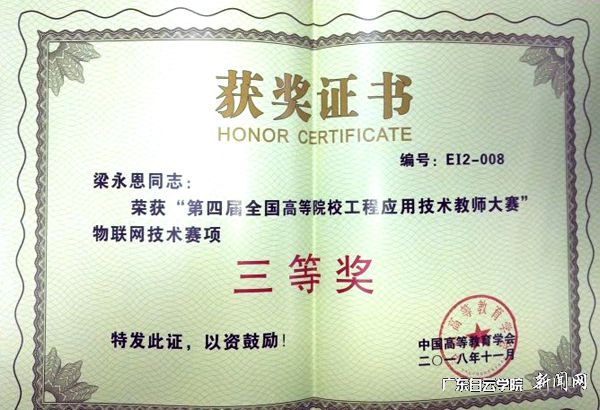 获奖证书
HONOR CERTIFICATE
编号：EI2-008
梁永恩同志：
荣获“第四届全国高等院校工程应用技术教师大赛”
物联网技术赛项
三等奖
特发此证，以资鼓励！
中国高等教育学会
二〇一八年十一月
广东白云学院 新闻网